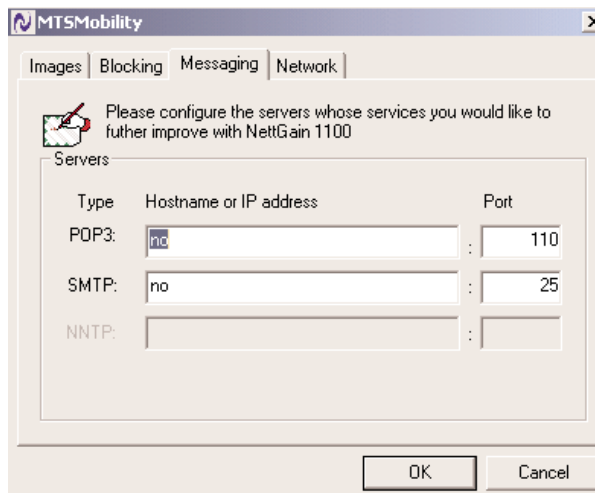 MTSMobility
Images Blocking Messaging Network
Please configure the servers whose services you would like to
futher improve with NettGain 1100
Servers
Type Hostname or IP address Port
POP3: no : 110
SMTP: no : 25
NNTP: :
OK Cancel